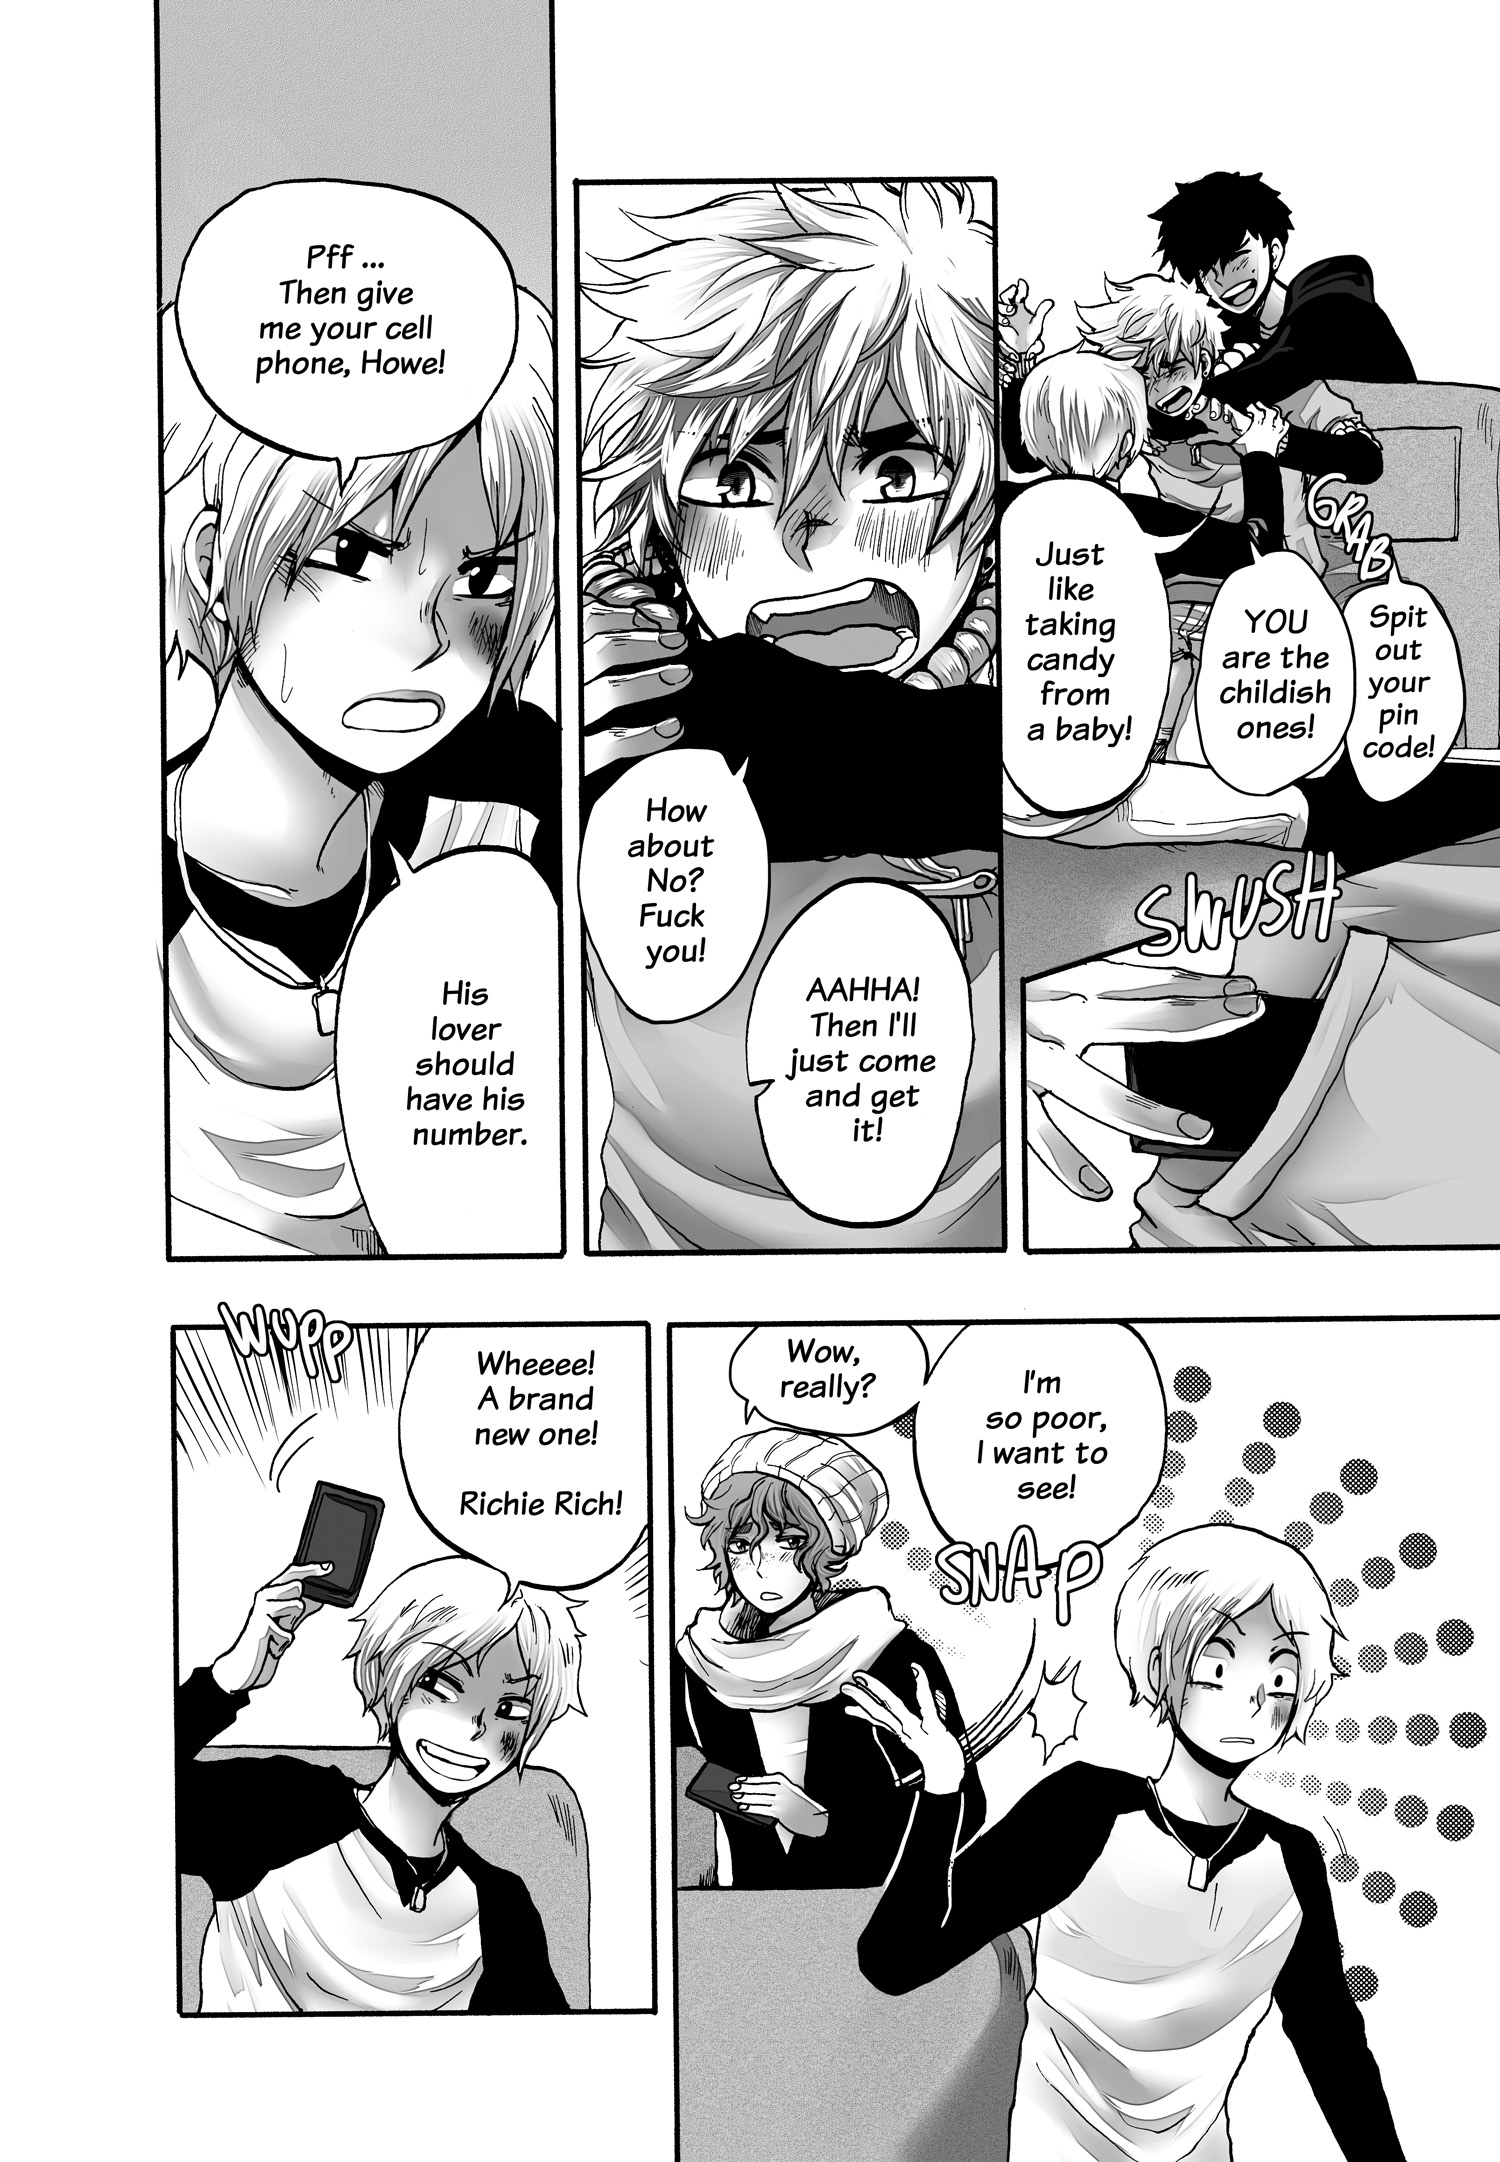 Pff ...
Then give
me your cell
phone, Howe!
His
lover
should
have his
number.
How
about
No?
Fuck
you!
AAHHA!
Then I'll
just come
and get
it!
Just
like
taking
candy
from
a baby!
YOU
are the
childish
ones!
Spit
out
your
pin
code!
GRAB
SWUSH
WUPP
Wheeee!
A brand
new one!
Richie Rich!
Wow,
really?
I'm
so poor,
I want to
see!
SNAP